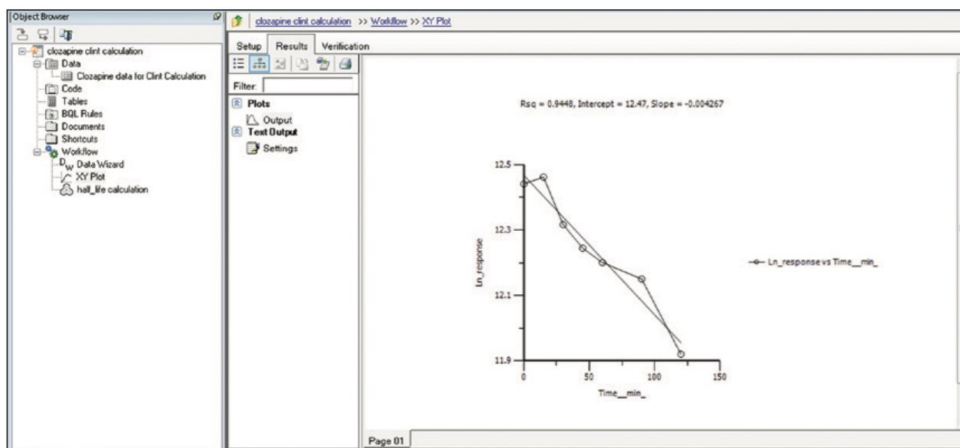 Object Browser
clozapine clint calculation
Data
Clozapine data for Clint Calculation
Code
Tables
BQL Rules
Documents
Shortcuts
Workflow
Dw Data Wizard
XY Plot
half_life calculation
clozapine clint calculation >> Workflow >> XY Plot
Setup Results Verification
Filter:
Plots
Output
Text Output
Settings
Rsq = 0.9448, Intercept = 12.47, Slope = -0.004267
12.5
12.3
12.1
11.9
Ln_response
0 50 100 150
Time__min_
Ln_response vs Time__min_
Page 01